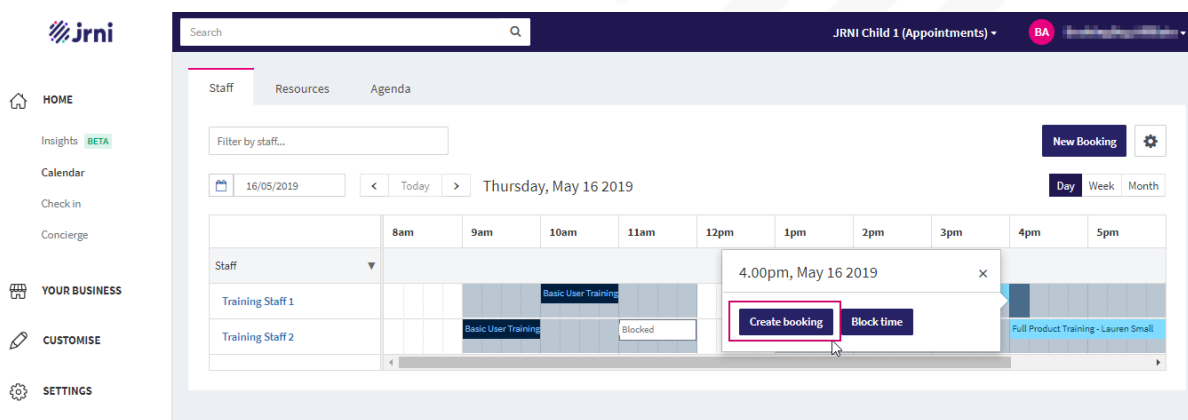 jrni
Search
JRNI Child 1 (Appointments)
BA
HOME
Insights BETA
Calendar
Check in
Concierge
YOUR BUSINESS
CUSTOMISE
SETTINGS
Staff Resources Agenda
Filter by staff...
New Booking
16/05/2019 < Today > Thursday, May 16 2019
Day Week Month
8am 9am 10am 11am 12pm 1pm 2pm 3pm 4pm 5pm
Staff
4.00pm, May 16 2019 ×
Training Staff 1 Basic User Training
Create booking Block time
Training Staff 2 Basic User Training Blocked Full Product Training - Lauren Small